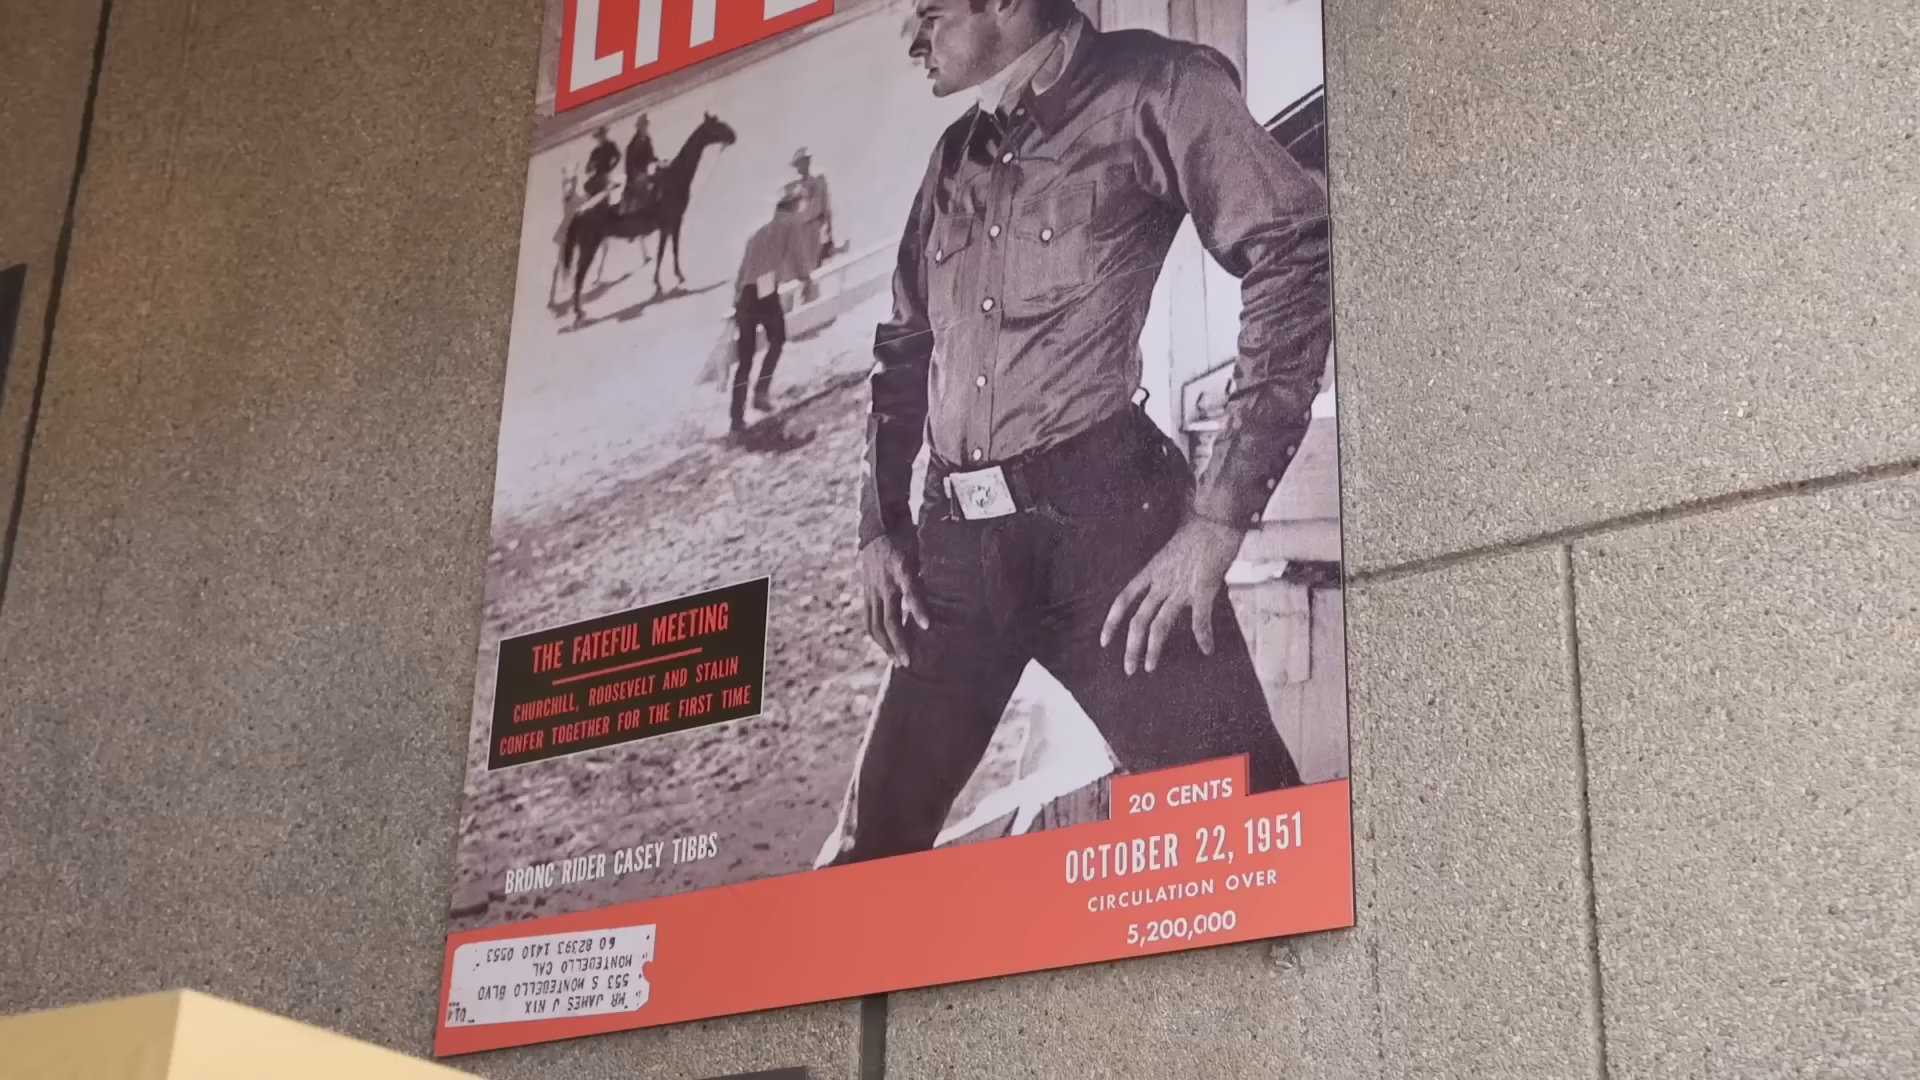 LIFE
THE FATEFUL MEETING
CHURCHILL, ROOSEVELT AND STALIN
CONFER TOGETHER FOR THE FIRST TIME
BRONC RIDER CASEY TIBBS
20 CENTS
OCTOBER 22, 1951
CIRCULATION OVER
5,200,000
MR JAMES J NYX
553 S MONTEBELLO BLVD
MONTEBELLO CAL
60 82393 1410 0553